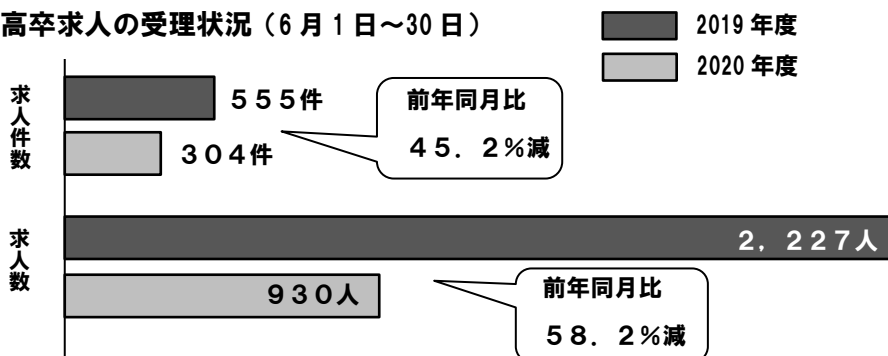 高卒求人の受理状況（6月1日～30日）
2019年度
2020年度
求人件数
555件
304件
前年同月比
45．2％減
求人数
2，227人
930人
前年同月比
58．2％減